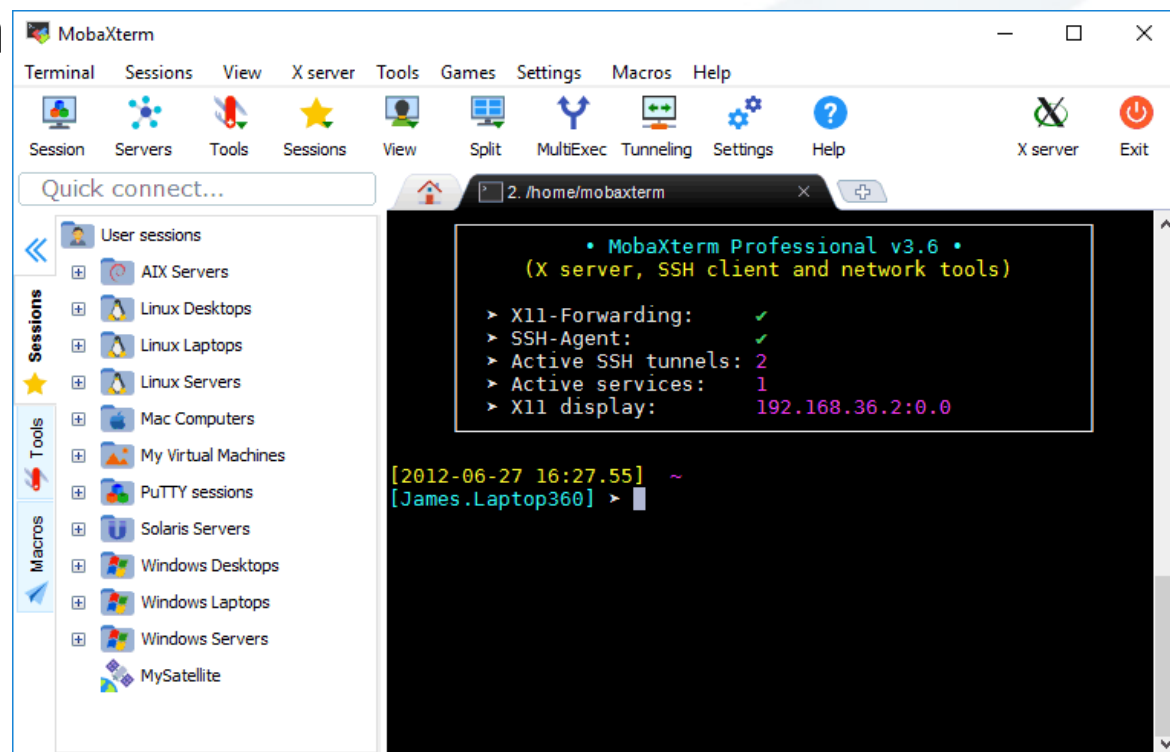 MobaXterm
Terminal Sessions View X server Tools Games Settings Macros Help
Session Servers Tools Sessions View Split MultiExec Tunneling Settings Help X server Exit
Quick connect...
2. /home/mobaxterm
Sessions
Tools
Macros
User sessions
AIX Servers
Linux Desktops
Linux Laptops
Linux Servers
Mac Computers
My Virtual Machines
PuTTY sessions
Solaris Servers
Windows Desktops
Windows Laptops
Windows Servers
MySatellite
• MobaXterm Professional v3.6 •
(X server, SSH client and network tools)
➤ X11-Forwarding: ✔
➤ SSH-Agent: ✔
➤ Active SSH tunnels: 2
➤ Active services: 1
➤ X11 display: 192.168.36.2:0.0
[2012-06-27 16:27.55] ~
[James.Laptop360] ➤